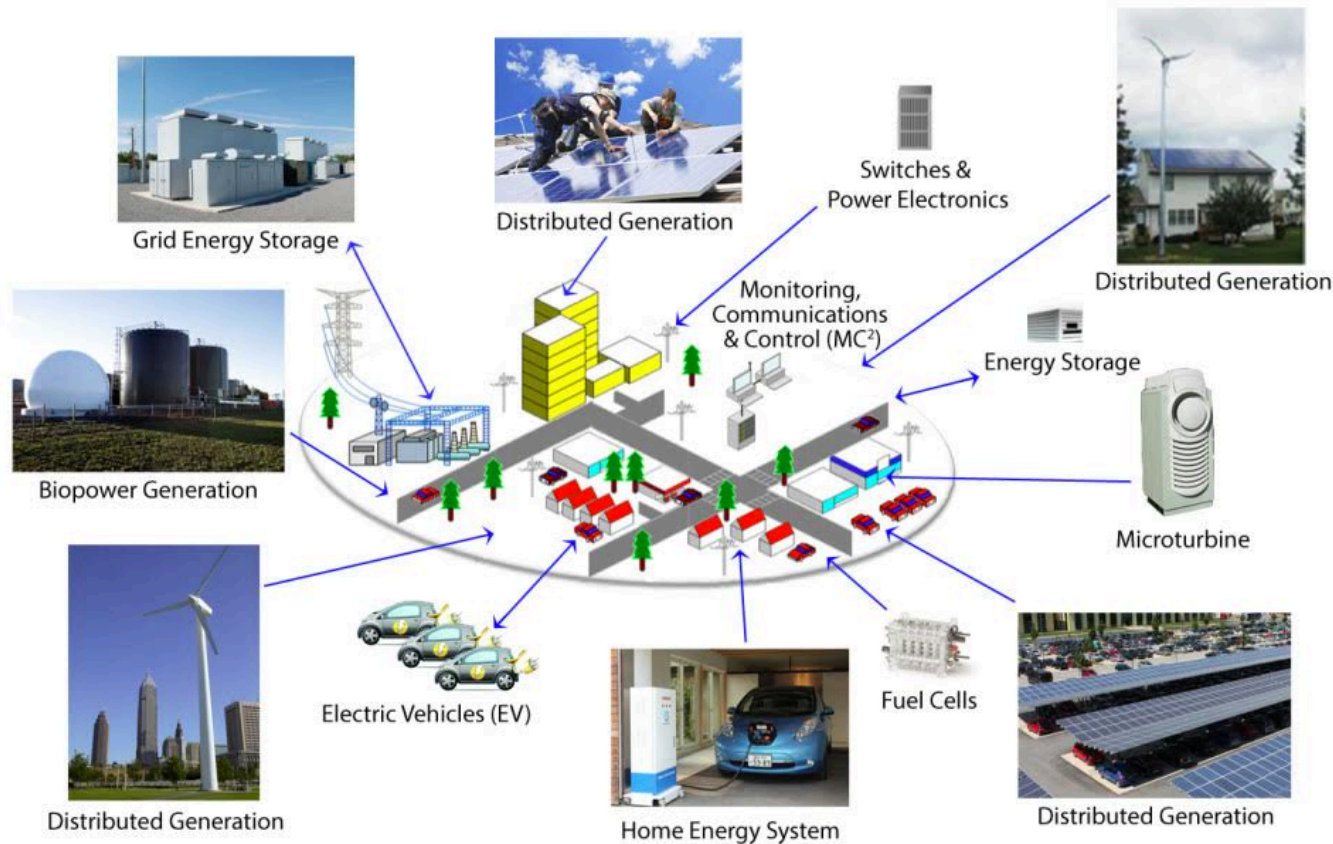 Grid Energy Storage
Distributed Generation
Switches &
Power Electronics
Distributed Generation
Monitoring,
Communications
& Control (MC²)
Energy Storage
Biopower Generation
Microturbine
Electric Vehicles (EV)
Fuel Cells
Distributed Generation
Home Energy System
Distributed Generation